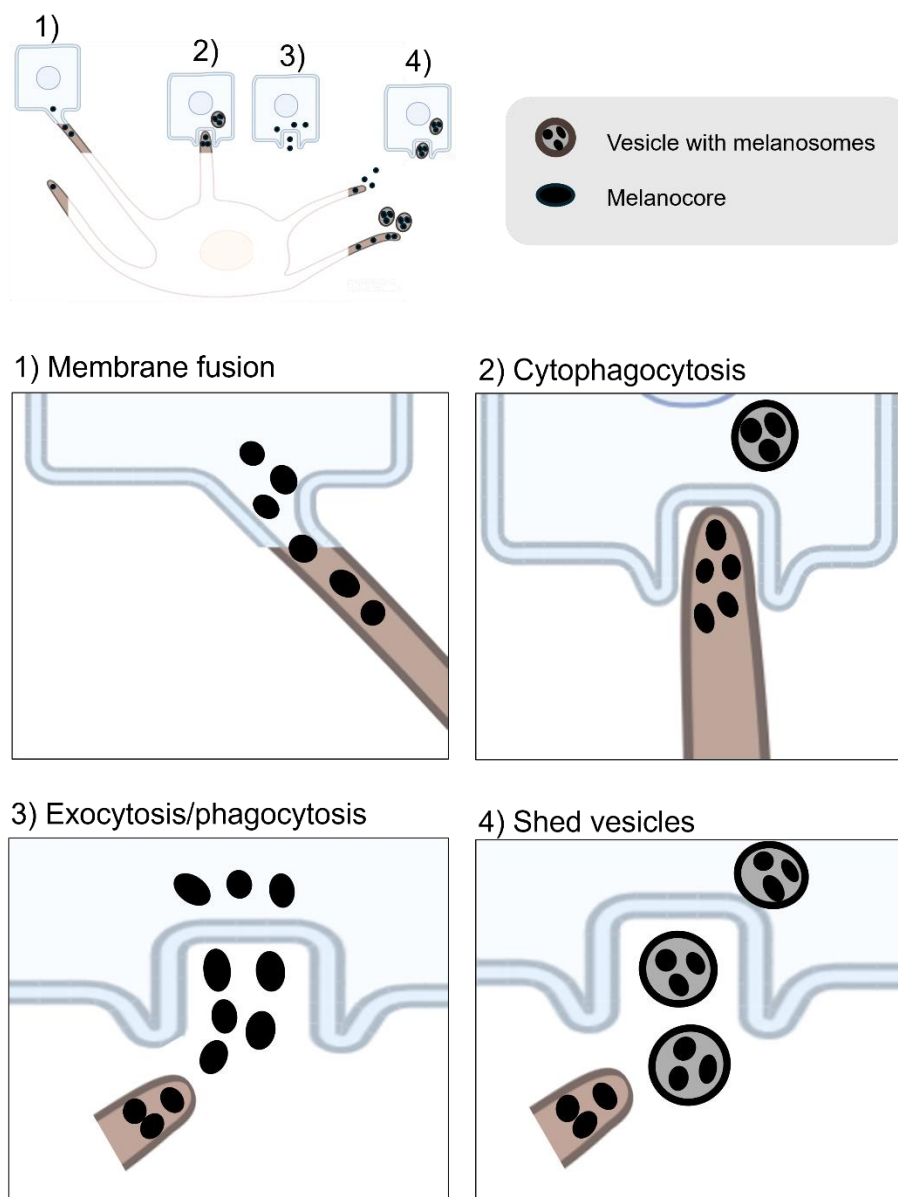 1)
2)
3)
4)
Vesicle with melanosomes
Melanocore
1) Membrane fusion
2) Cytophagocytosis
3) Exocytosis/phagocytosis
4) Shed vesicles